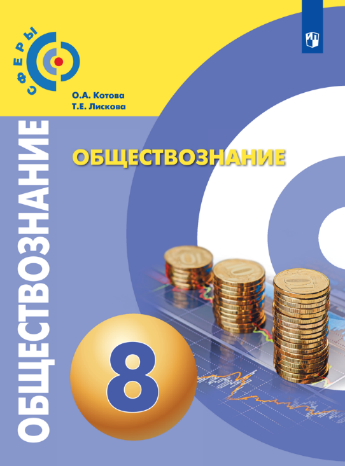 СФЕРЫ
О.А. Котова
Т.Е. Лискова
ОБЩЕСТВОЗНАНИЕ
ОБЩЕСТВОЗНАНИЕ
8